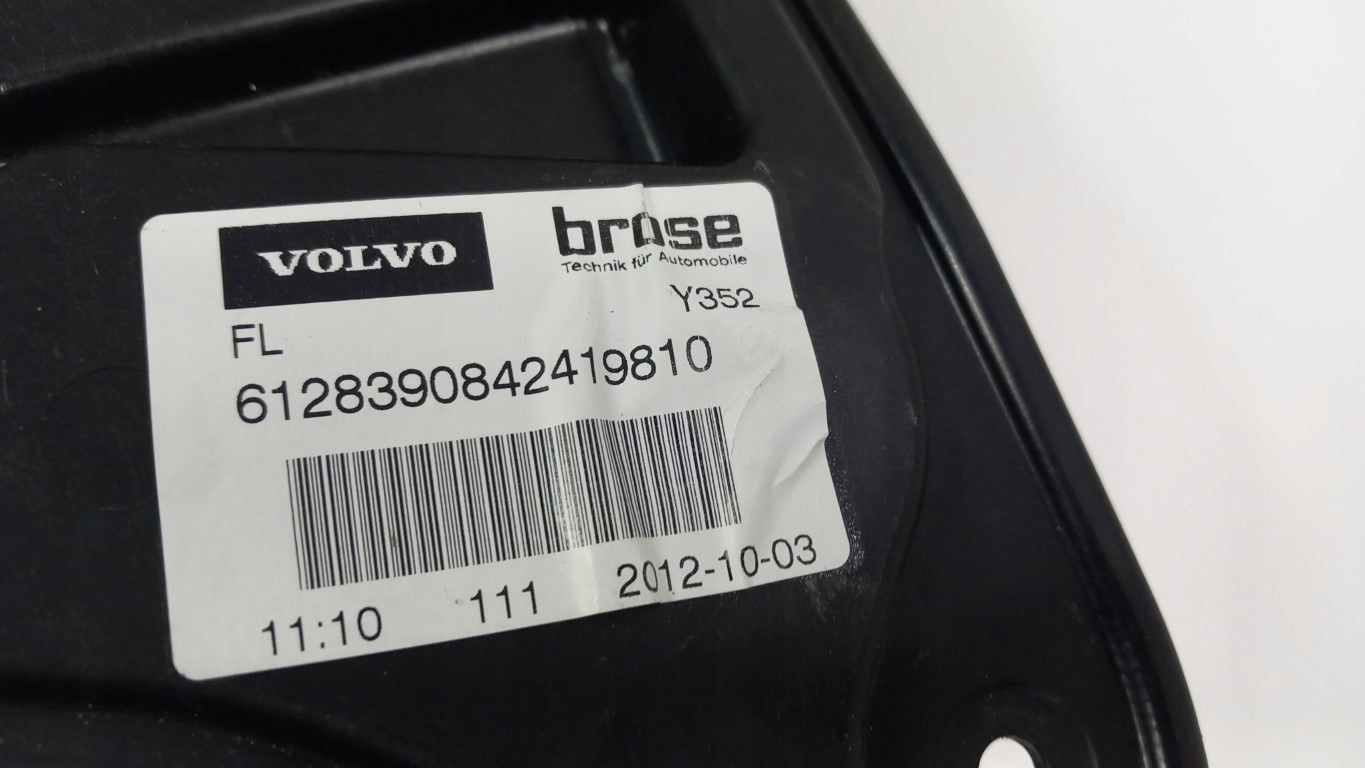 VOLVO
brose
Technik für Automobile
Y352
FL
6128390842419810
11:10 111 2012-10-03